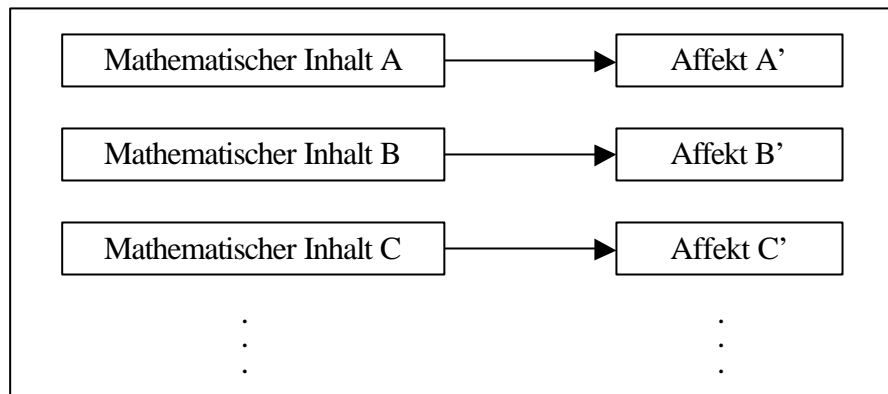 Mathematischer Inhalt A Affekt A’
Mathematischer Inhalt B Affekt B’
Mathematischer Inhalt C Affekt C’
. .
. .
. .